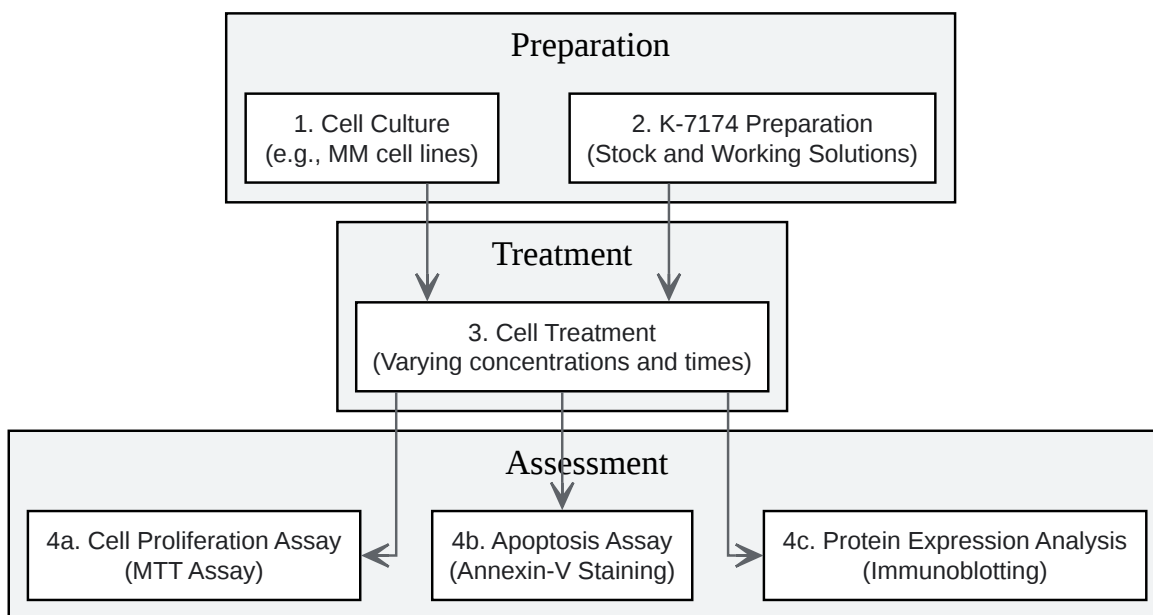 Preparation
1. Cell Culture
(e.g., MM cell lines)
2. K-7174 Preparation
(Stock and Working Solutions)
Treatment
3. Cell Treatment
(Varying concentrations and times)
Assessment
4a. Cell Proliferation Assay
(MTT Assay)
4b. Apoptosis Assay
(Annexin-V Staining)
4c. Protein Expression Analysis
(Immunoblotting)